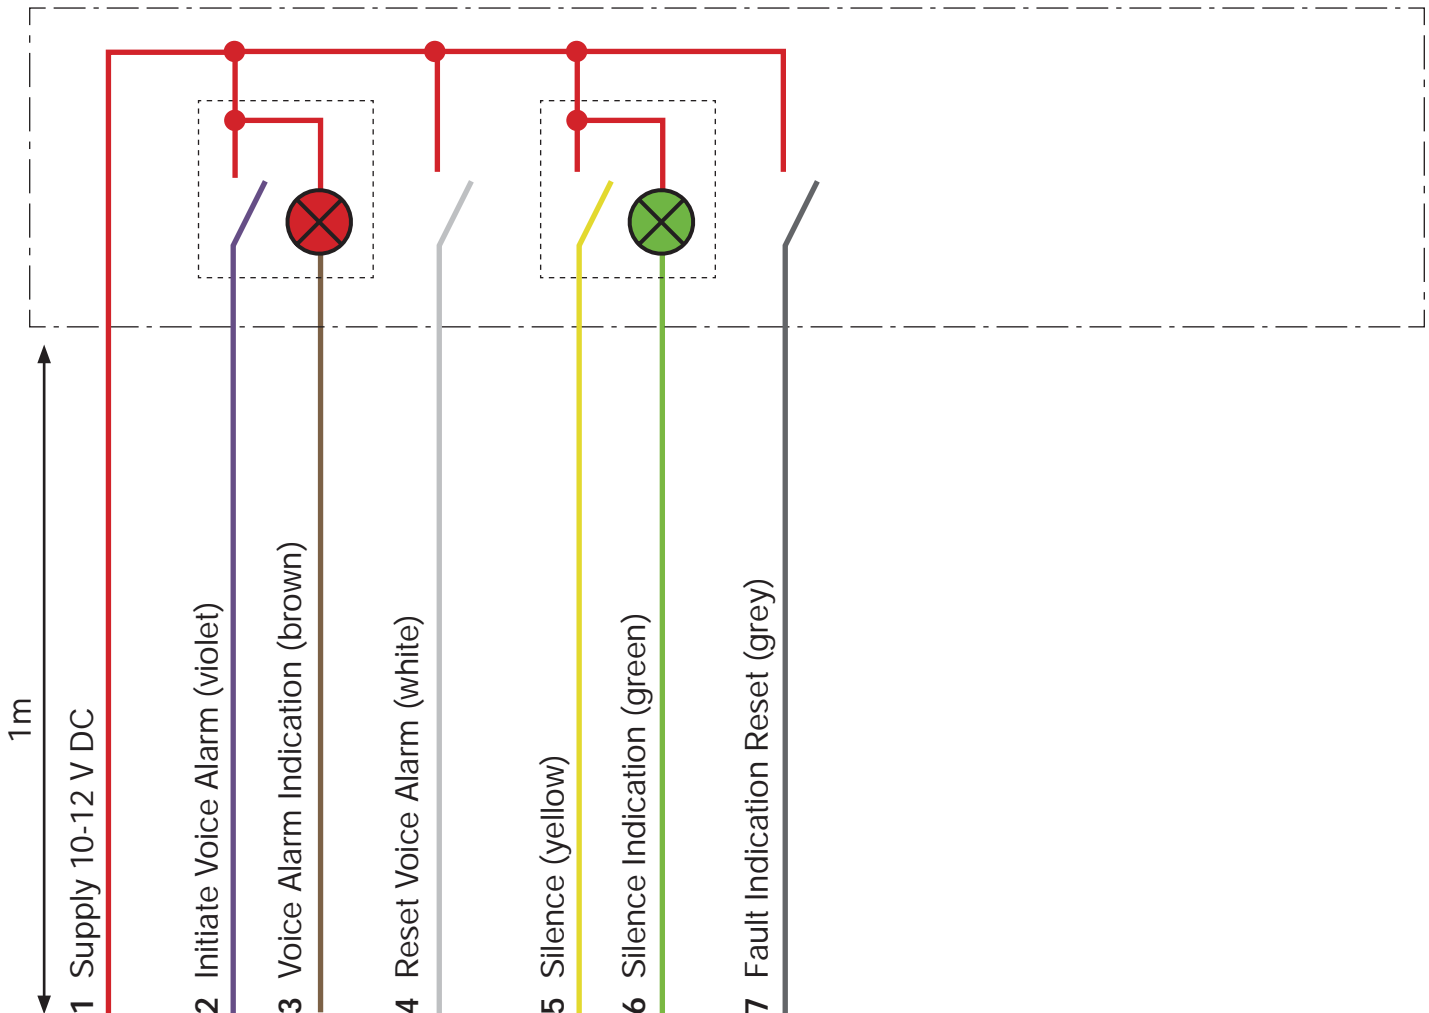 1m
1 Supply 10-12 V DC
2 Initiate Voice Alarm (violet)
3 Voice Alarm Indication (brown)
4 Reset Voice Alarm (white)
5 Silence (yellow)
6 Silence Indication (green)
7 Fault Indication Reset (grey)